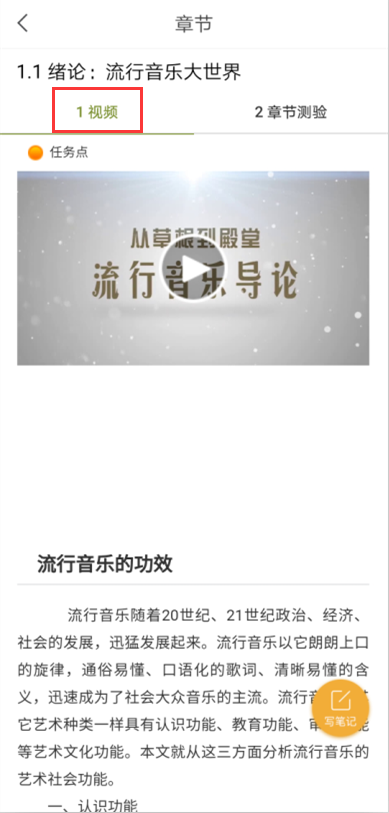 章节
1.1 绪论：流行音乐大世界
1 视频
2 章节测验
任务点
从草根到殿堂
流行音乐导论
流行音乐的功效
流行音乐随着20世纪、21世纪政治、经济、
社会的发展，迅猛发展起来。流行音乐以它朗朗上口
的旋律，通俗易懂、口语化的歌词、清晰易懂的含
义，迅速成为了社会大众音乐的主流。流行音
它艺术种类一样具有认识功能、教育功能、审
等艺术文化功能。本文就从这三方面分析流行音乐的
艺术社会功能。
一、认识功能
写笔记